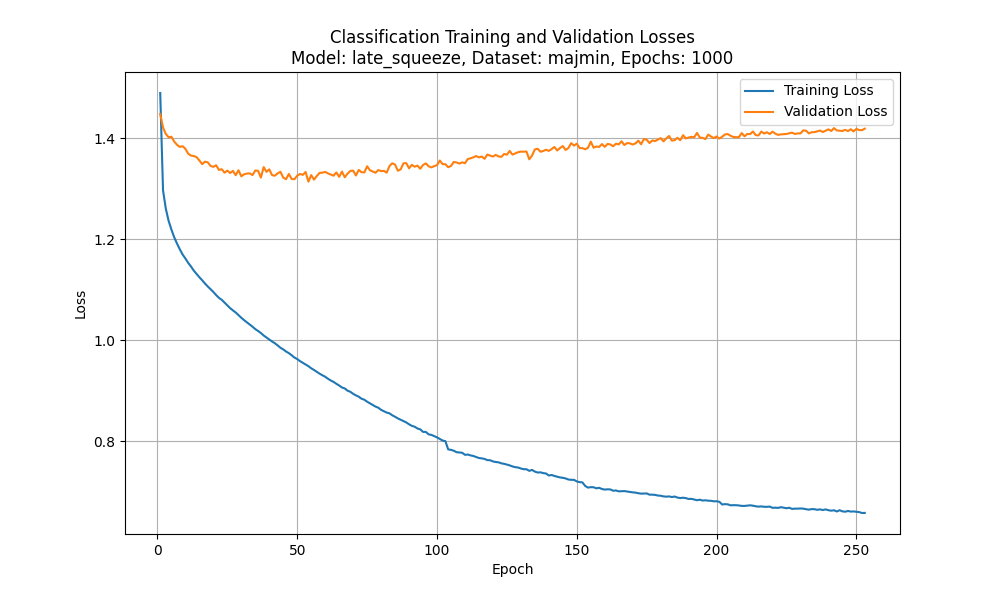 Classification Training and Validation Losses
Model: late_squeeze, Dataset: majmin, Epochs: 1000
Training Loss
Validation Loss
1.4
1.2
1.0
0.8
Loss
0 50 100 150 200 250
Epoch